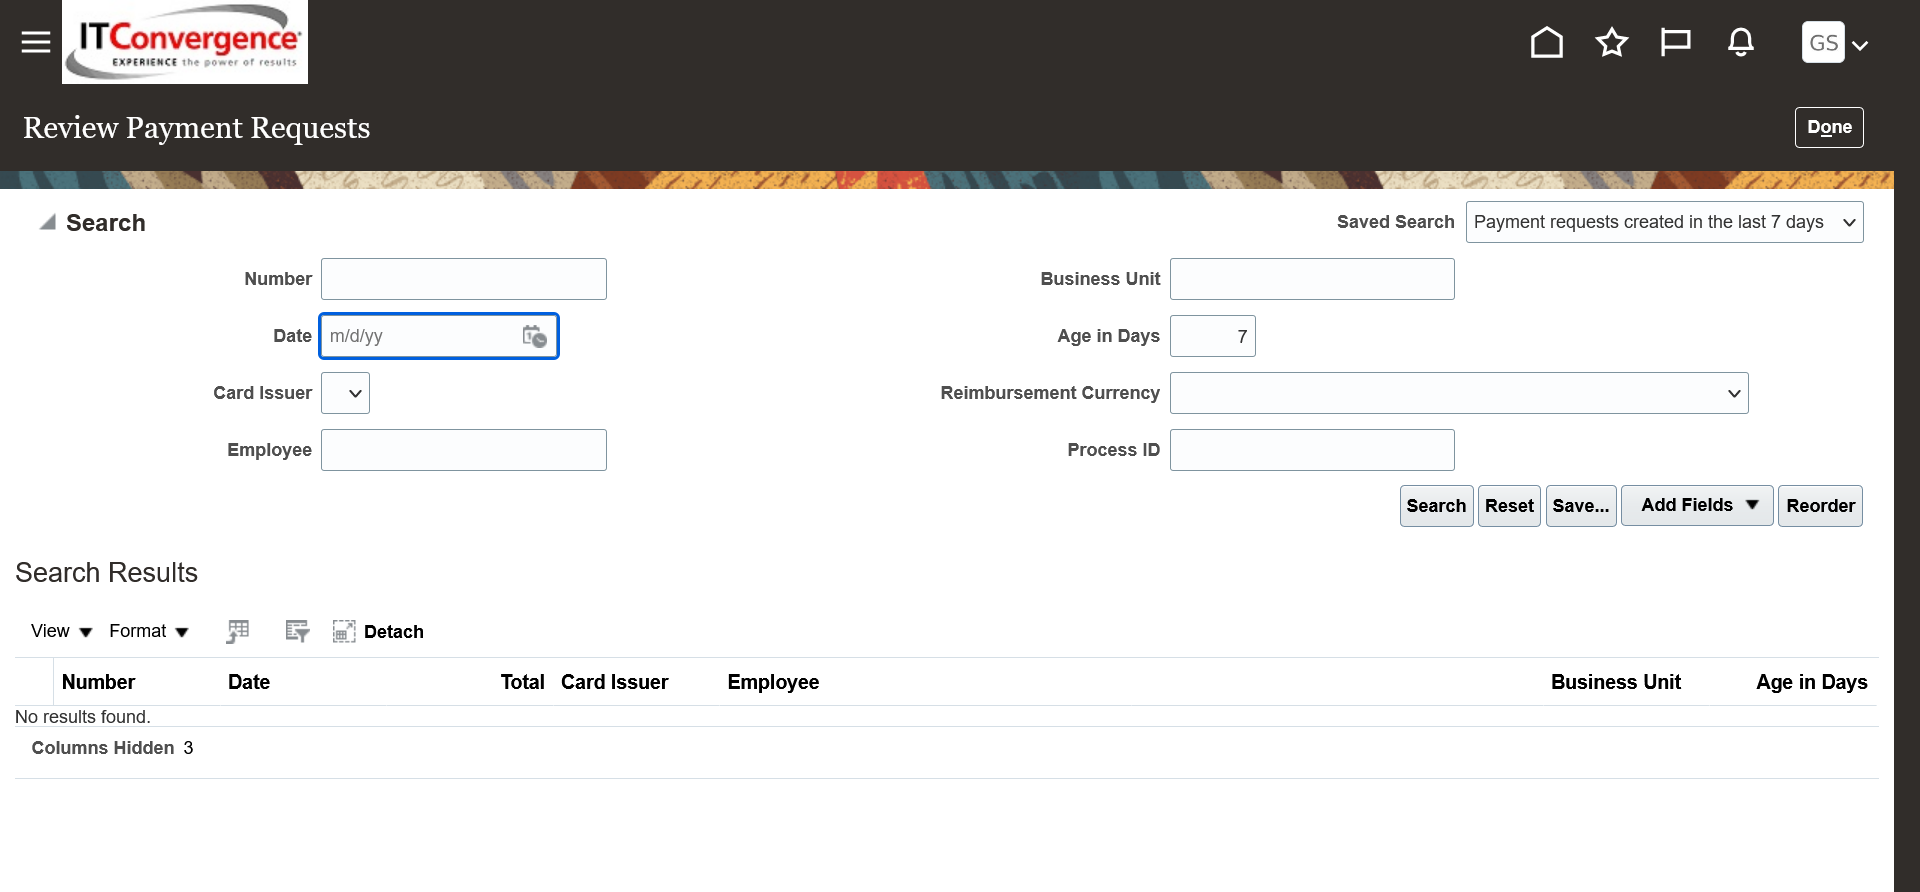 ITConvergence
EXPERIENCE the power of results
GS
Review Payment Requests
Done
Search
Saved Search Payment requests created in the last 7 days
Number
Business Unit
Date m/d/yy
Age in Days 7
Card Issuer
Reimbursement Currency
Employee
Process ID
Search Reset Save... Add Fields Reorder
Search Results
View Format Detach
Number Date Total Card Issuer Employee Business Unit Age in Days
No results found.
Columns Hidden 3